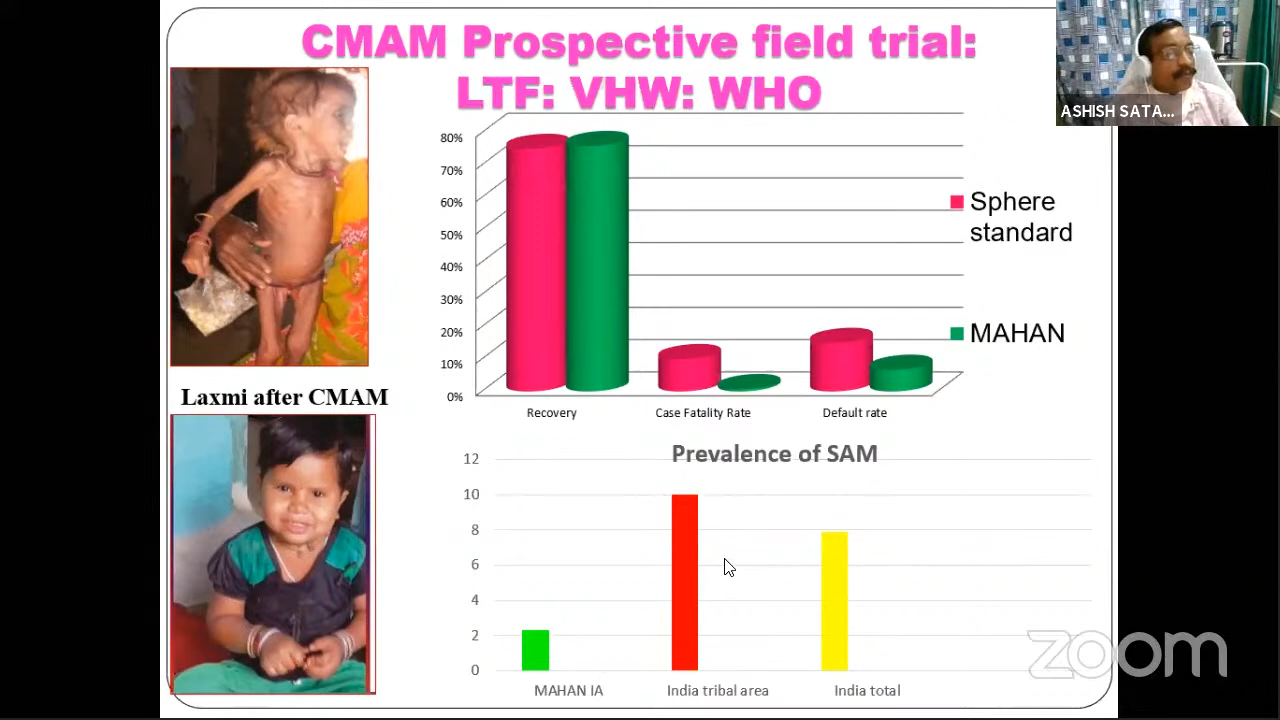 CMAM Prospective field trial:
LTF: VHW: WHO
ASHISH SATA...
80%
70%
60%
50%
40%
30%
20%
10%
0%
Recovery
Case Fatality Rate
Default rate
Sphere
standard
MAHAN
Laxmi after CMAM
Prevalence of SAM
12
10
8
6
4
2
0
MAHAN IA
India tribal area
India total
zoom